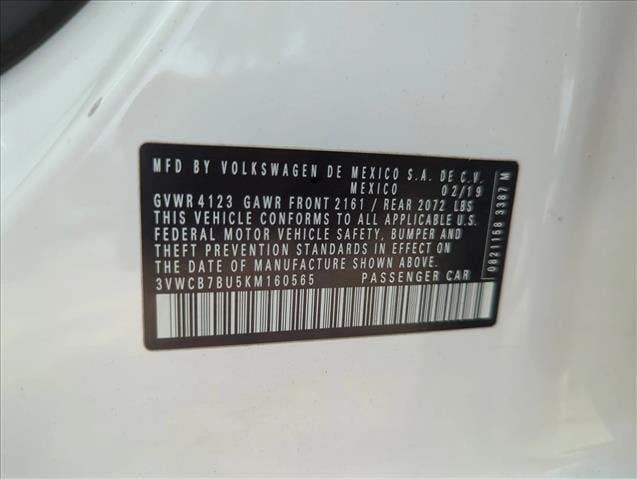 MFD BY VOLKSWAGEN DE MEXICO S.A. DE C.V.
MEXICO 02/19
GVWR 4123 GAWR FRONT 2161 / REAR 2072 LBS
THIS VEHICLE CONFORMS TO ALL APPLICABLE U.S.
FEDERAL MOTOR VEHICLE SAFETY, BUMPER AND
THEFT PREVENTION STANDARDS IN EFFECT ON
THE DATE OF MANUFACTURE SHOWN ABOVE.
3VWCB7BU5KM160565 PASSENGER CAR
0821158 3387 M